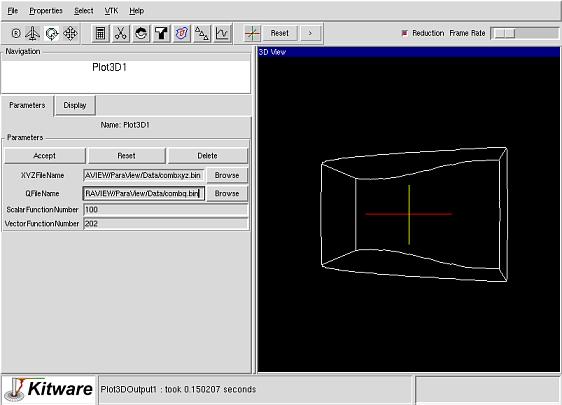 File Properties Select VTK Help
R Reset > Reduction Frame Rate
Navigation
3D View
Plot3D1
Parameters Display
Name: Plot3D1
Parameters
Accept Reset Delete
XYZFileName AVIEW/ParaView/Data/combxyz.bin Browse
QFileName RAVIEW/ParaView/Data/combq.bin Browse
ScalarFunctionNumber 100
VectorFunctionNumber 202
Kitware Plot3DOutput1 : took 0.150207 seconds